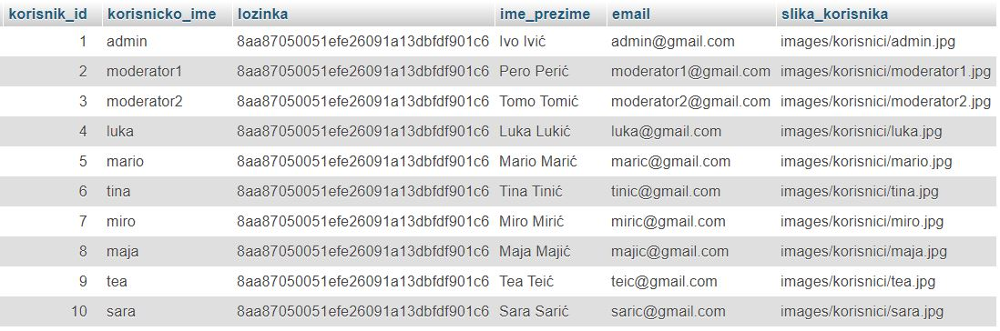 korisnik_id korisnicko_ime lozinka ime_prezime email slika_korisnika
1 admin 8aa87050051efe26091a13dbfdf901c6 Ivo Ivić admin@gmail.com images/korisnici/admin.jpg
2 moderator1 8aa87050051efe26091a13dbfdf901c6 Pero Perić moderator1@gmail.com images/korisnici/moderator1.jpg
3 moderator2 8aa87050051efe26091a13dbfdf901c6 Tomo Tomić moderator2@gmail.com images/korisnici/moderator2.jpg
4 luka 8aa87050051efe26091a13dbfdf901c6 Luka Lukić luka@gmail.com images/korisnici/luka.jpg
5 mario 8aa87050051efe26091a13dbfdf901c6 Mario Marić maric@gmail.com images/korisnici/mario.jpg
6 tina 8aa87050051efe26091a13dbfdf901c6 Tina Tinić tinic@gmail.com images/korisnici/tina.jpg
7 miro 8aa87050051efe26091a13dbfdf901c6 Miro Mirić miric@gmail.com images/korisnici/miro.jpg
8 maja 8aa87050051efe26091a13dbfdf901c6 Maja Majić majic@gmail.com images/korisnici/maja.jpg
9 tea 8aa87050051efe26091a13dbfdf901c6 Tea Teić teic@gmail.com images/korisnici/tea.jpg
10 sara 8aa87050051efe26091a13dbfdf901c6 Sara Sarić saric@gmail.com images/korisnici/sara.jpg